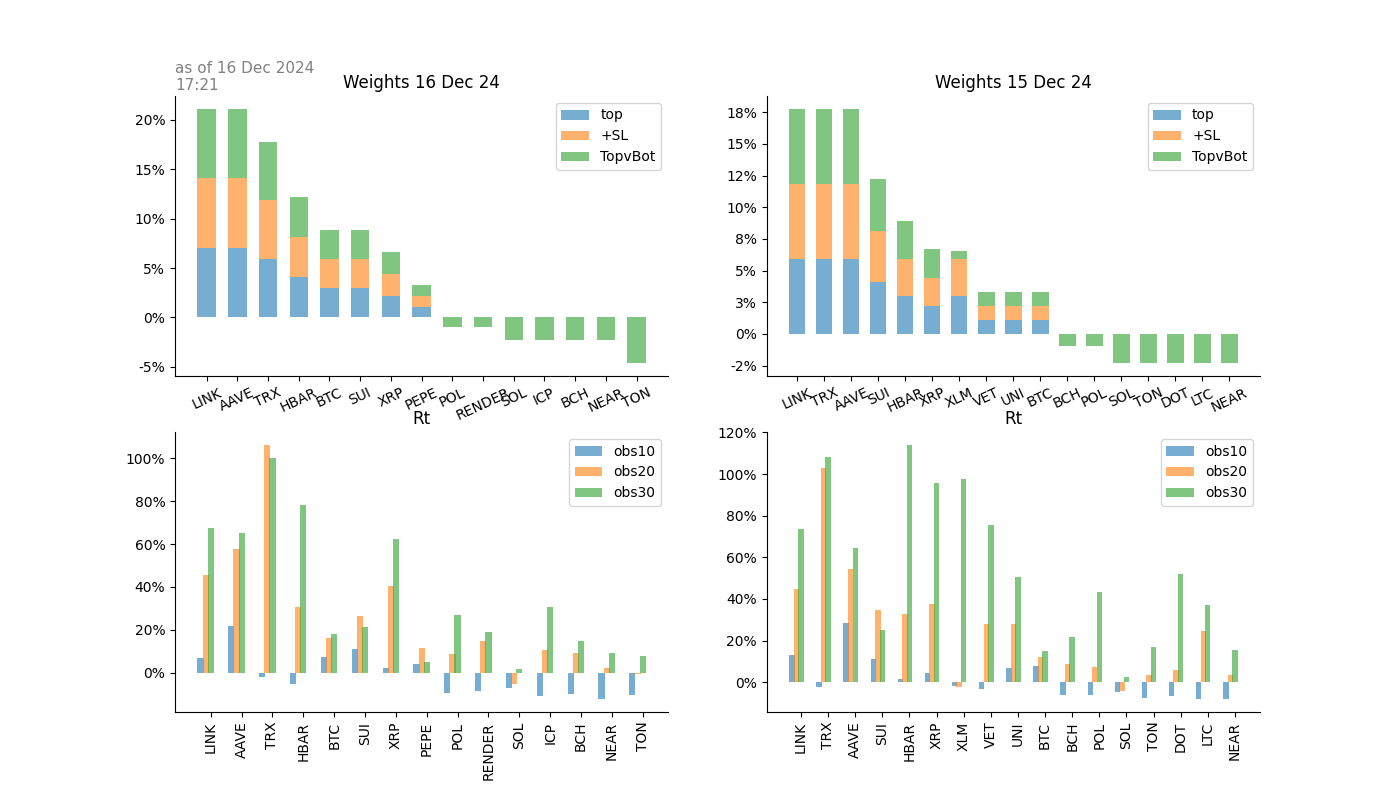 as of 16 Dec 2024
17:21
Weights 16 Dec 24
20%
15%
10%
5%
0%
-5%
top
+SL
TopvBot
LINK AAVE TRX HBAR BTC SUI XRP PEPE POL RENDER SOL ICP BCH NEAR TON
Weights 15 Dec 24
18%
15%
12%
10%
8%
5%
3%
0%
-2%
top
+SL
TopvBot
LINK TRX AAVE SUI HBAR XRP XLM VET UNI BTC BCH POL SOL TON DOT LTC NEAR
Rt
100%
80%
60%
40%
20%
0%
obs10
obs20
obs30
LINK AAVE TRX HBAR BTC SUI XRP PEPE POL RENDER SOL ICP BCH NEAR TON
Rt
120%
100%
80%
60%
40%
20%
0%
obs10
obs20
obs30
LINK TRX AAVE SUI HBAR XRP XLM VET UNI BTC BCH POL SOL TON DOT LTC NEAR